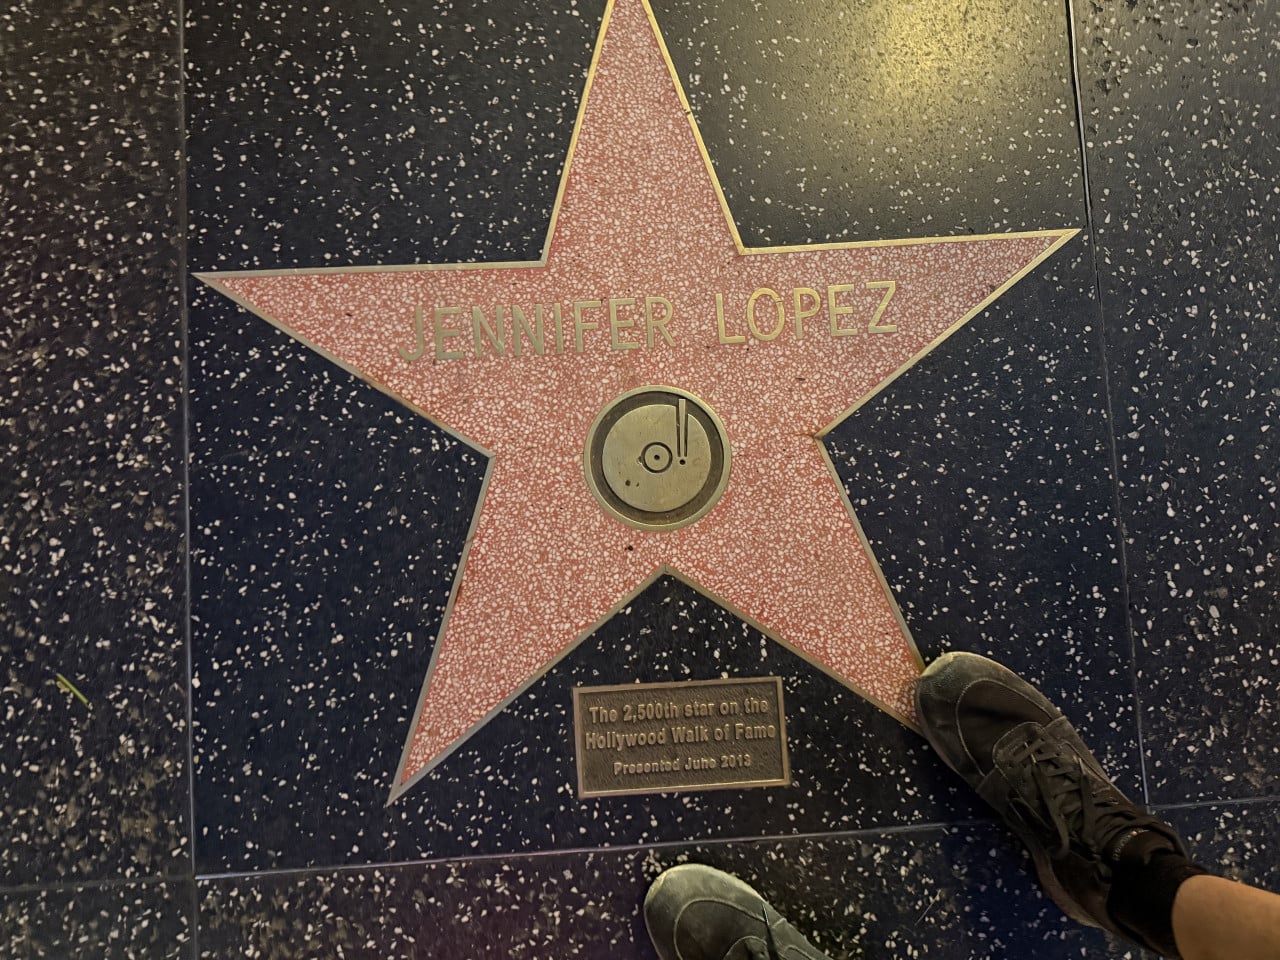 JENNIFER LOPEZ
The 2,500th star on the
Hollywood Walk of Fame
Presented June 2013